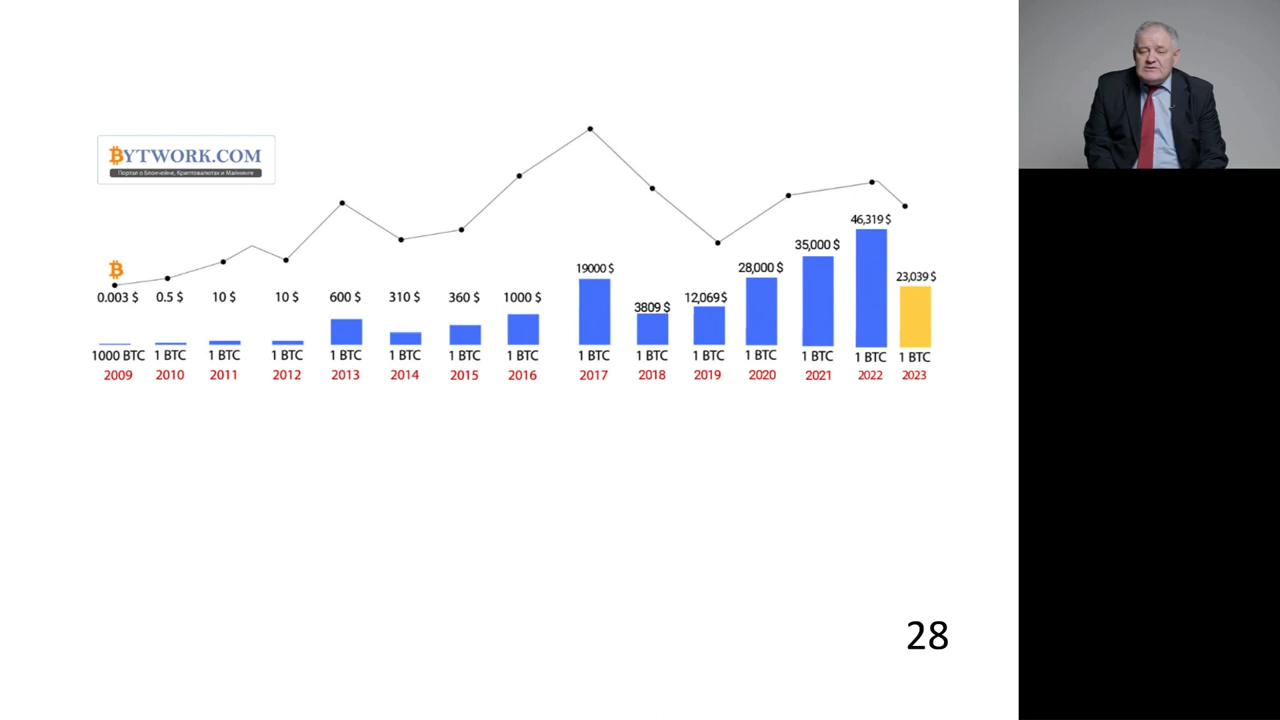 ₿YTWORK.COM
Портал о Блокчейне, Криптовалютах и Майнинге
46,319 $
35,000 $
19000 $
28,000 $
23,039 $
0.003 $ 0.5 $ 10 $ 10 $ 600 $ 310 $ 360 $ 1000 $ 3809 $ 12,069 $
1000 BTC 1 BTC 1 BTC 1 BTC 1 BTC 1 BTC 1 BTC 1 BTC 1 BTC 1 BTC 1 BTC 1 BTC 1 BTC 1 BTC 1 BTC
2009 2010 2011 2012 2013 2014 2015 2016 2017 2018 2019 2020 2021 2022 2023
28